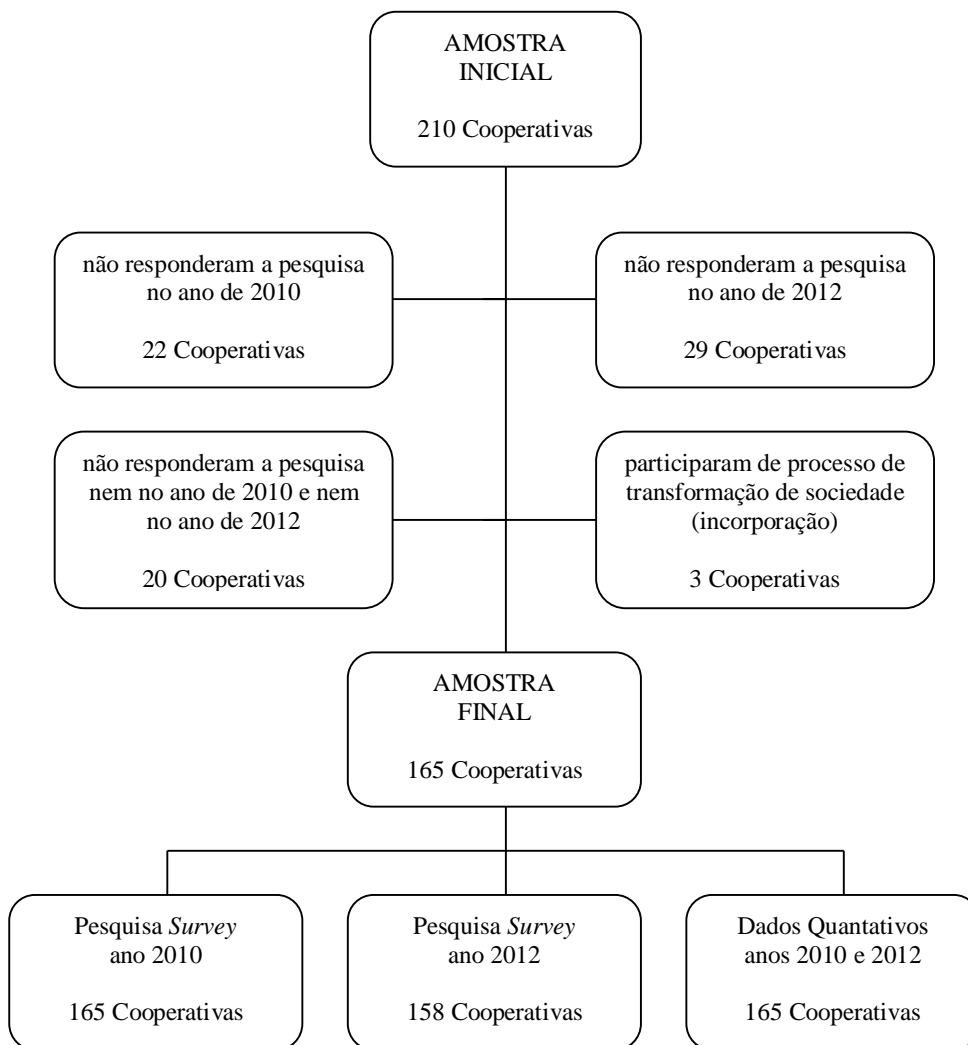 AMOSTRA
INICIAL
210 Cooperativas
não responderam a pesquisa
no ano de 2010
22 Cooperativas
não responderam a pesquisa
no ano de 2012
29 Cooperativas
não responderam a pesquisa
nem no ano de 2010 e nem
no ano de 2012
20 Cooperativas
participaram de processo de
transformação de sociedade
(incorporação)
3 Cooperativas
AMOSTRA
FINAL
165 Cooperativas
Pesquisa Survey
ano 2010
165 Cooperativas
Pesquisa Survey
ano 2012
158 Cooperativas
Dados Quantativos
anos 2010 e 2012
165 Cooperativas